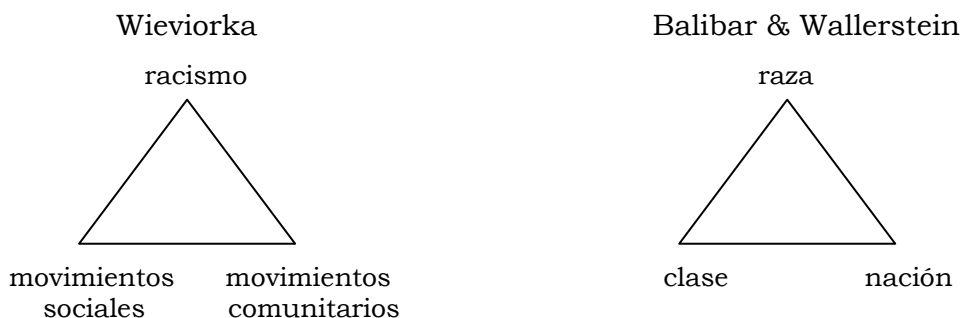 Wieviorka
racismo
movimientos
sociales
movimientos
comunitarios
Balibar & Wallerstein
raza
clase
nación